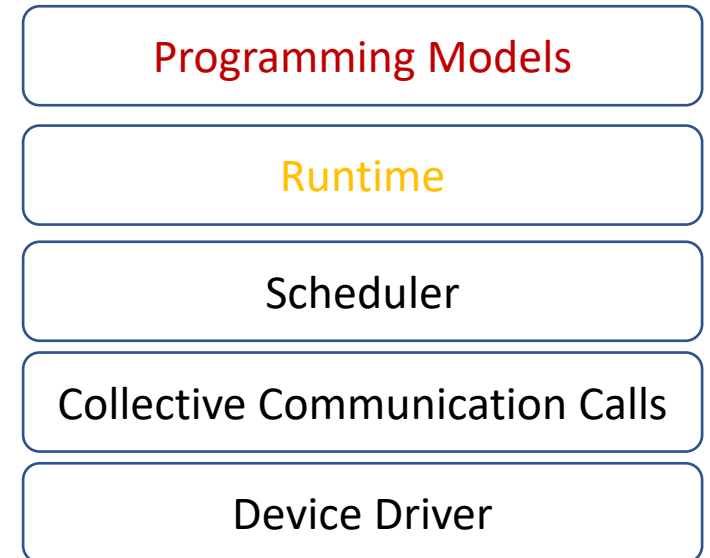 Programming Models
Runtime
Scheduler
Collective Communication Calls
Device Driver